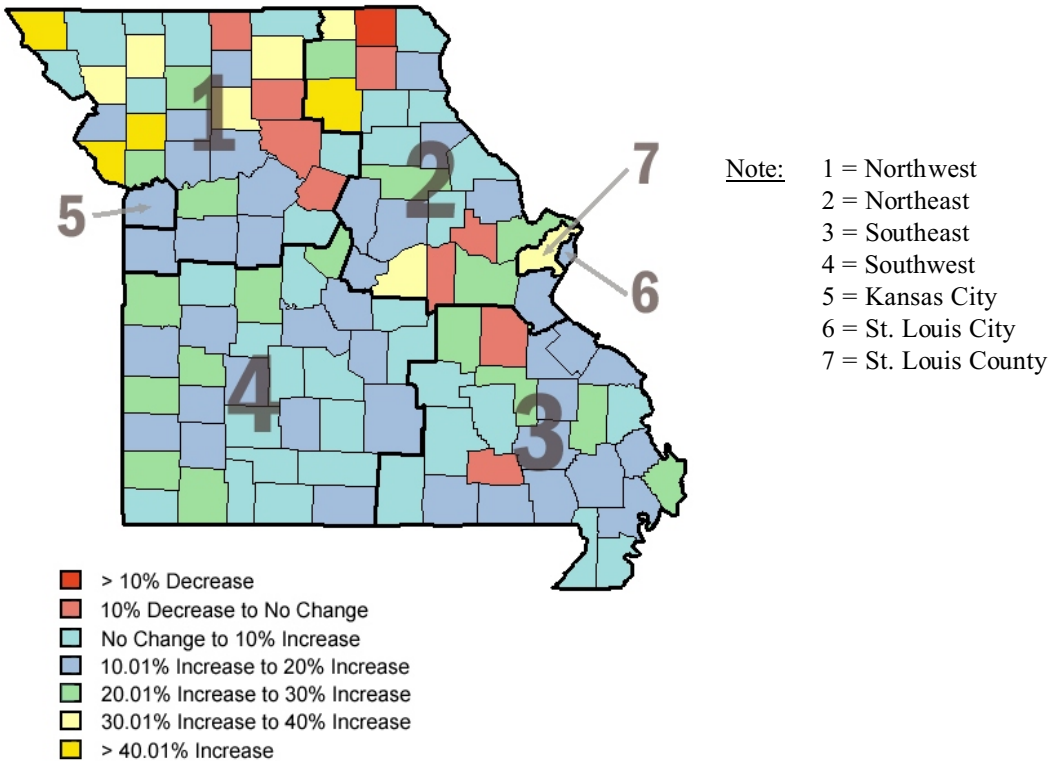 1
2
3
4
5
6
7
Note: 1 = Northwest
2 = Northeast
3 = Southeast
4 = Southwest
5 = Kansas City
6 = St. Louis City
7 = St. Louis County
> 10% Decrease
10% Decrease to No Change
No Change to 10% Increase
10.01% Increase to 20% Increase
20.01% Increase to 30% Increase
30.01% Increase to 40% Increase
> 40.01% Increase